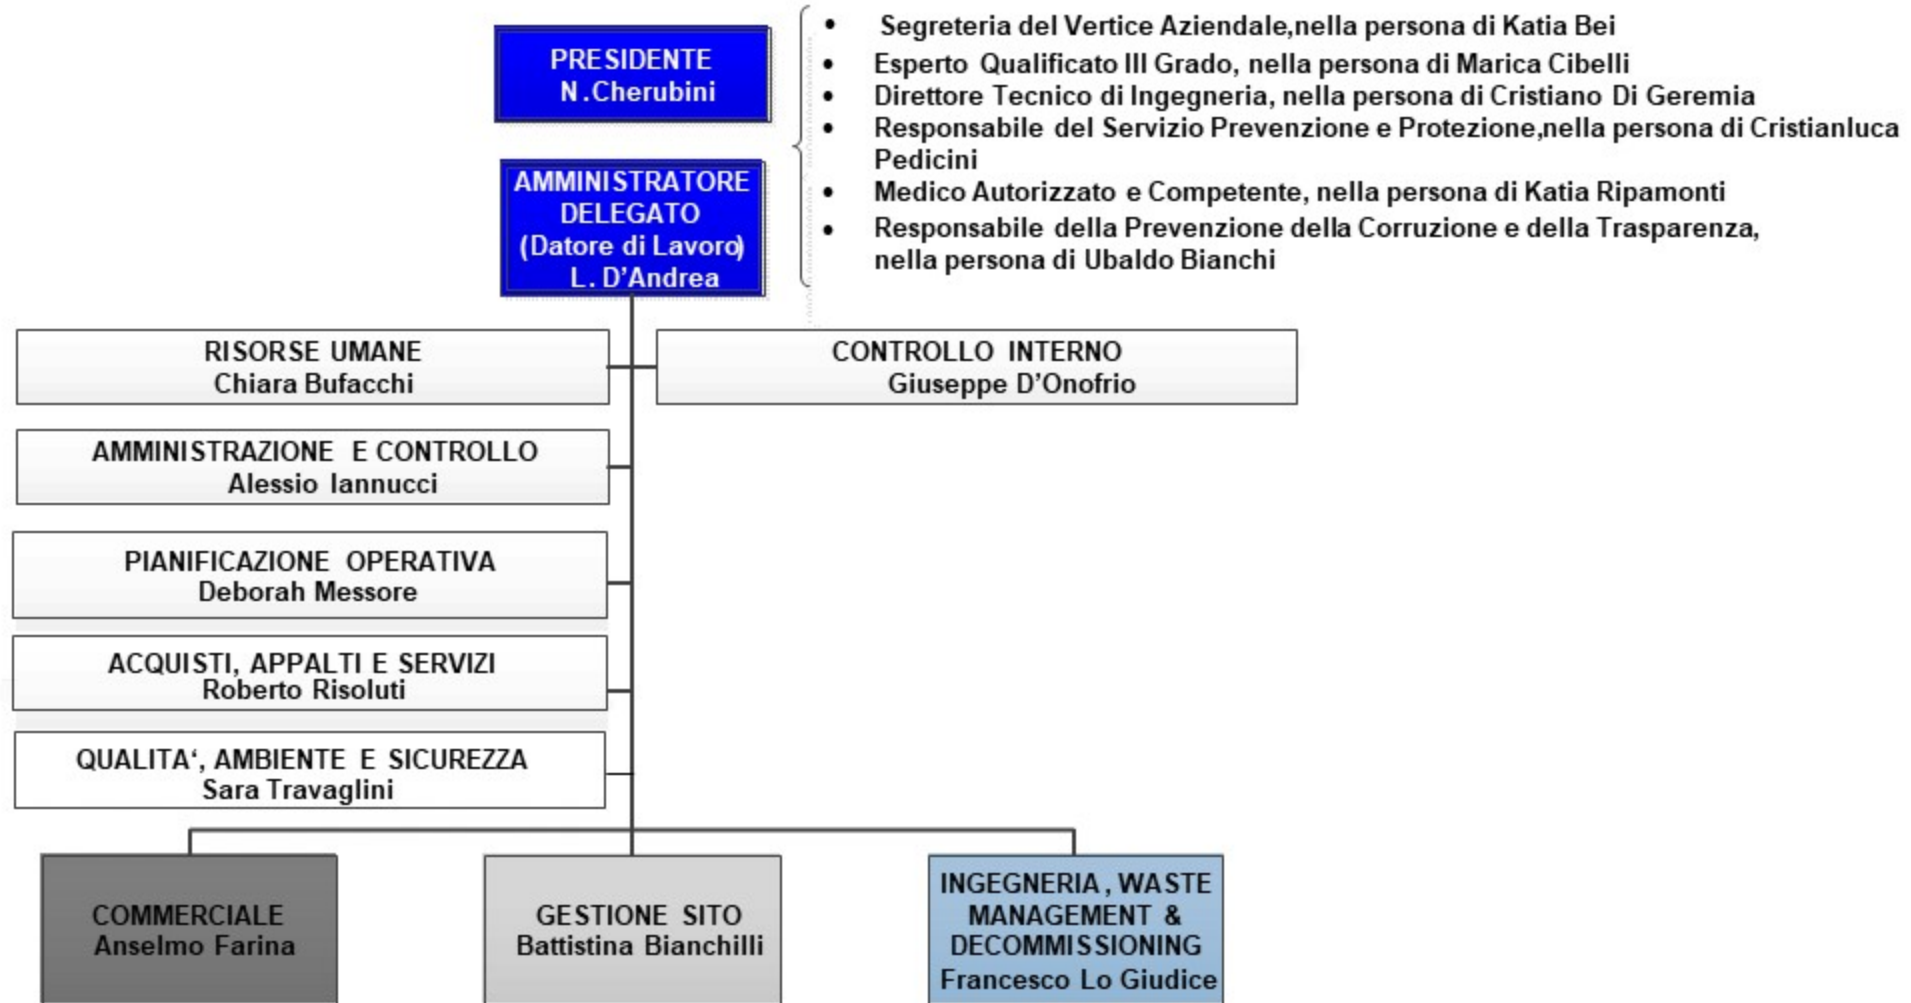 PRESIDENTE
N.Cherubini
• Segreteria del Vertice Aziendale,nella persona di Katia Bei
• Esperto Qualificato III Grado, nella persona di Marica Cibelli
• Direttore Tecnico di Ingegneria, nella persona di Cristiano Di Geremia
• Responsabile del Servizio Prevenzione e Protezione,nella persona di Cristianluca
Pedicini
• Medico Autorizzato e Competente, nella persona di Katia Ripamonti
• Responsabile della Prevenzione della Corruzione e della Trasparenza,
nella persona di Ubaldo Bianchi
AMMINISTRATORE
DELEGATO
(Datore di Lavoro)
L. D’Andrea
RISORSE UMANE
Chiara Bufacchi
CONTROLLO INTERNO
Giuseppe D’Onofrio
AMMINISTRAZIONE E CONTROLLO
Alessio Iannucci
PIANIFICAZIONE OPERATIVA
Deborah Messore
ACQUISTI, APPALTI E SERVIZI
Roberto Risoluti
QUALITA‘, AMBIENTE E SICUREZZA
Sara Travaglini
COMMERCIALE
Anselmo Farina
GESTIONE SITO
Battistina Bianchilli
INGEGNERIA, WASTE
MANAGEMENT &
DECOMMISSIONING
Francesco Lo Giudice